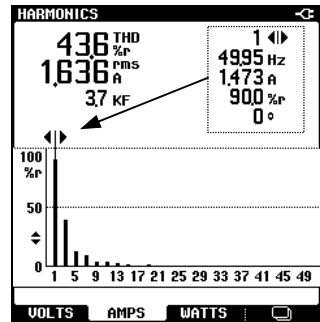 HARMONICS
43.6 THD %r
1.636 rms A
3.7 KF
1
49.95 Hz
1.473 A
90.0 %r
0 °
100
%r
50
0
1 5 9 13 17 21 25 29 33 37 41 45 49
VOLTS AMPS WATTS